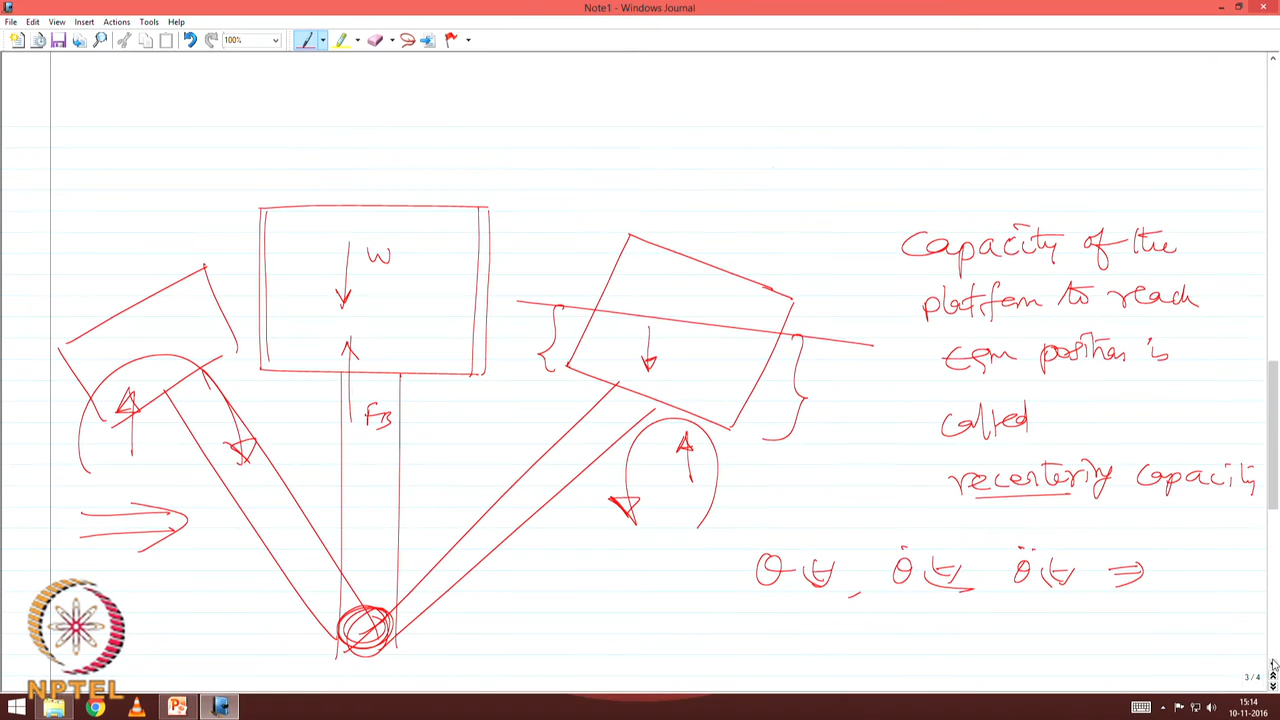 Note1 - Windows Journal
File Edit View Insert Actions Tools Help
100%
W
FB
Capacity of the
platform to reach
eqm position is
called
recentering capacity
θ(t) θ̇(t) θ̈(t) ⇒
3 / 4
NPTEL
15:14
10-11-2016